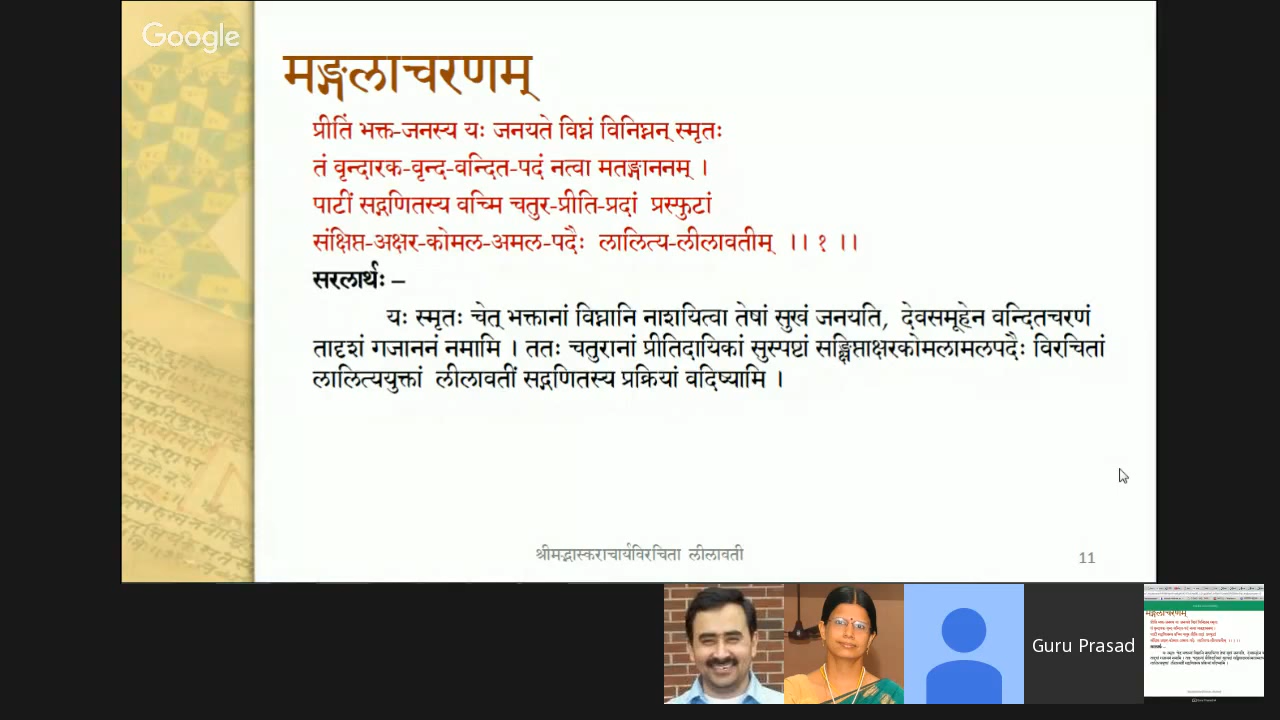 Google
मङ्गलाचरणम्
प्रीतिं भक्त-जनस्य यः जनयते विघ्नं विनिघ्नन् स्मृतः
तं वृन्दारक-वृन्द-वन्दित-पदं नत्वा मतङ्गाननम् ।
पाटीं सद्गणितस्य वच्मि चतुर-प्रीति-प्रदां प्रस्फुटां
संक्षिप्त-अक्षर-कोमल-अमल-पदैः लालित्य-लीलावतीम् ।। १ ।।
सरलार्थः –
यः स्मृतः चेत् भक्तानां विघ्नानि नाशयित्वा तेषां सुखं जनयति, देवसमूहेन वन्दितचरणं
तादृशं गजाननं नमामि । ततः चतुराणां प्रीतिदायिकां सुस्पष्टां सङ्क्षिप्ताक्षरकोमलामलपदैः विरचितां
लालित्ययुक्तां लीलावतीं सद्गणितस्य प्रक्रियां वदिष्यामि ।
श्रीमद्भास्कराचार्यविरचिता लीलावती
11
Guru Prasad